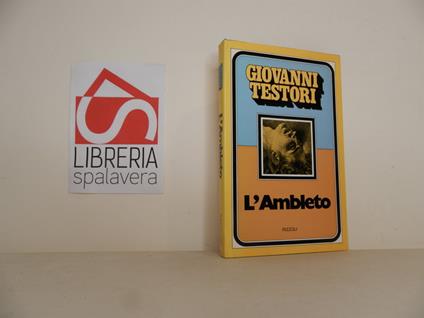 LIBRERIA
spalavera
L'Ambleto
GIOVANNI
TESTORI
L'Ambleto
RIZZOLI